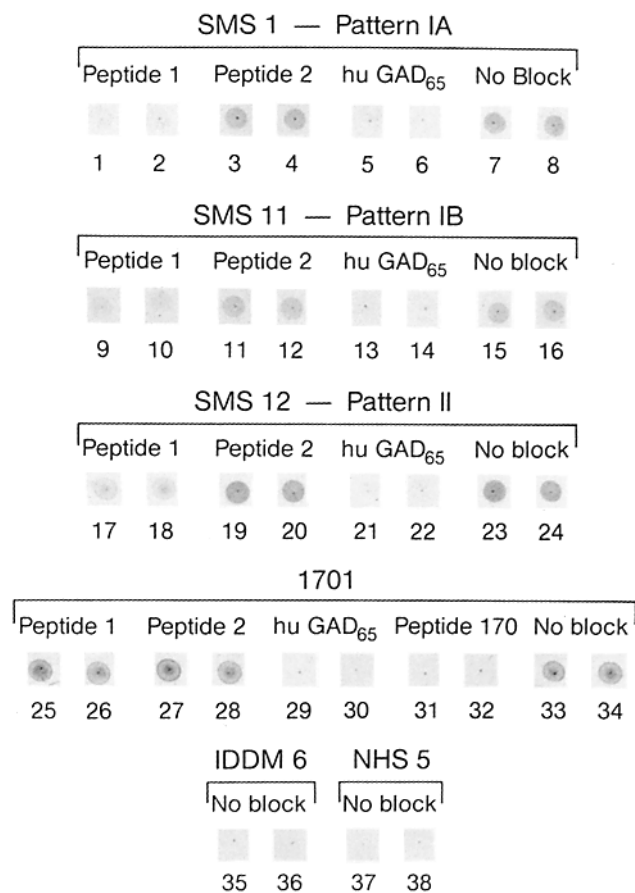 SMS 1 — Pattern IA
Peptide 1 Peptide 2 hu GAD65 No Block
1 2 3 4 5 6 7 8
SMS 11 — Pattern IB
Peptide 1 Peptide 2 hu GAD65 No block
9 10 11 12 13 14 15 16
SMS 12 — Pattern II
Peptide 1 Peptide 2 hu GAD65 No block
17 18 19 20 21 22 23 24
1701
Peptide 1 Peptide 2 hu GAD65 Peptide 170 No block
25 26 27 28 29 30 31 32 33 34
IDDM 6 NHS 5
No block No block
35 36 37 38